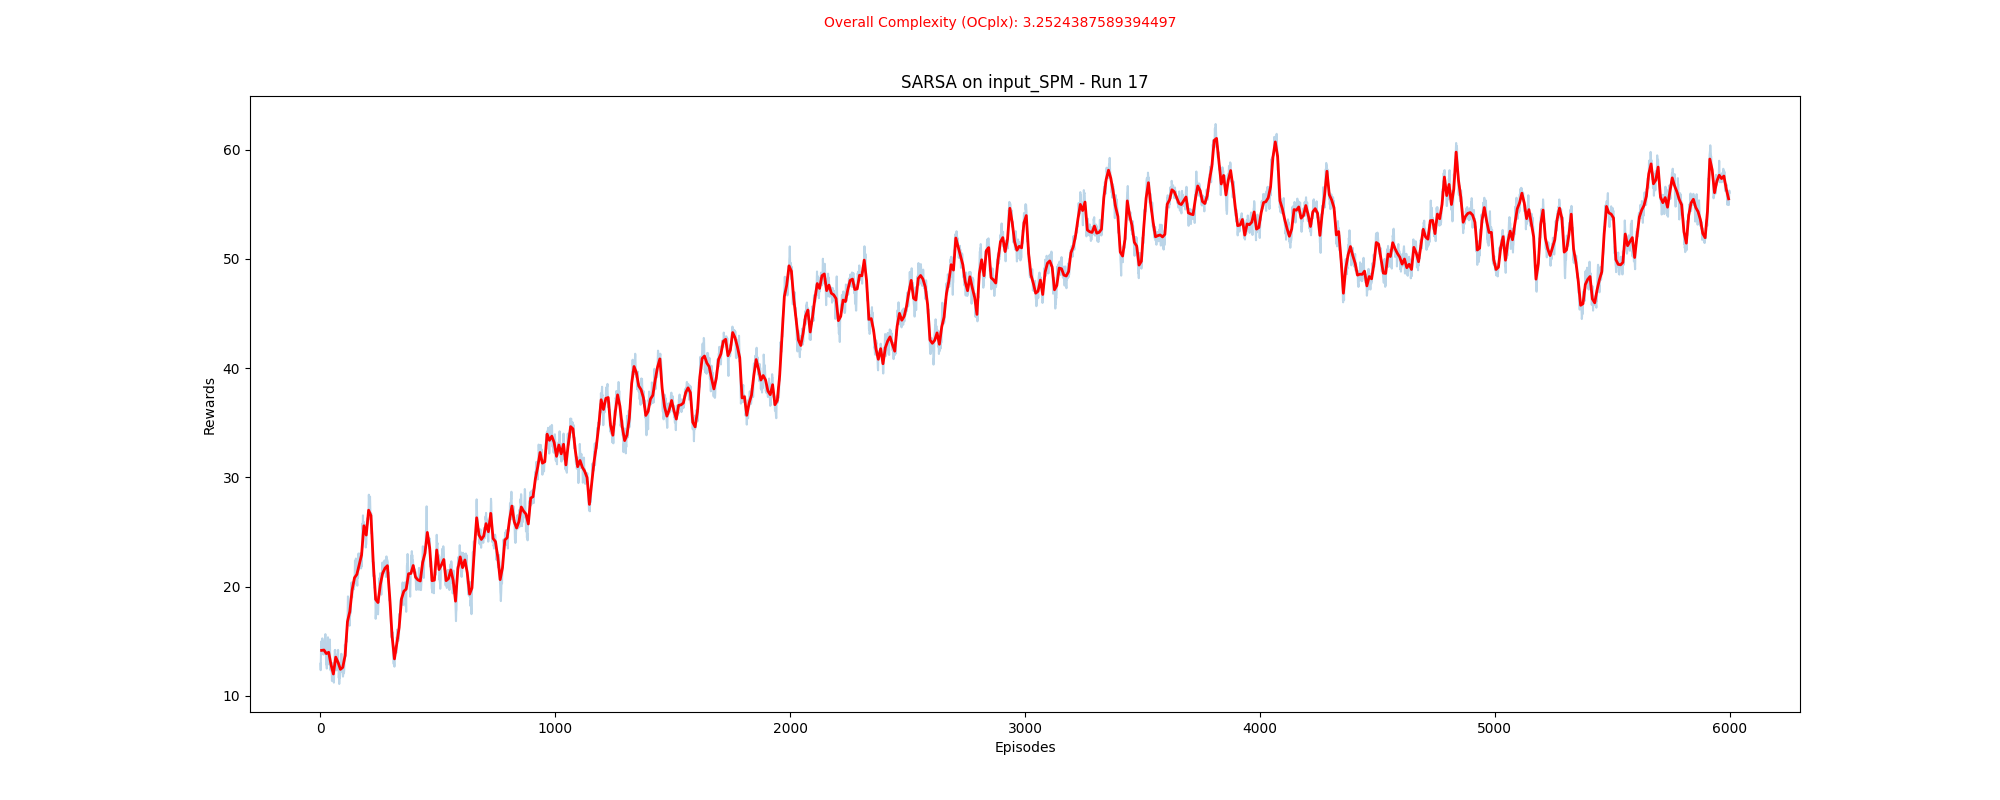 Overall Complexity (OCplx): 3.2524387589394497
SARSA on input_SPM - Run 17
Rewards
60
50
40
30
20
10
0 1000 2000 3000 4000 5000 6000
Episodes